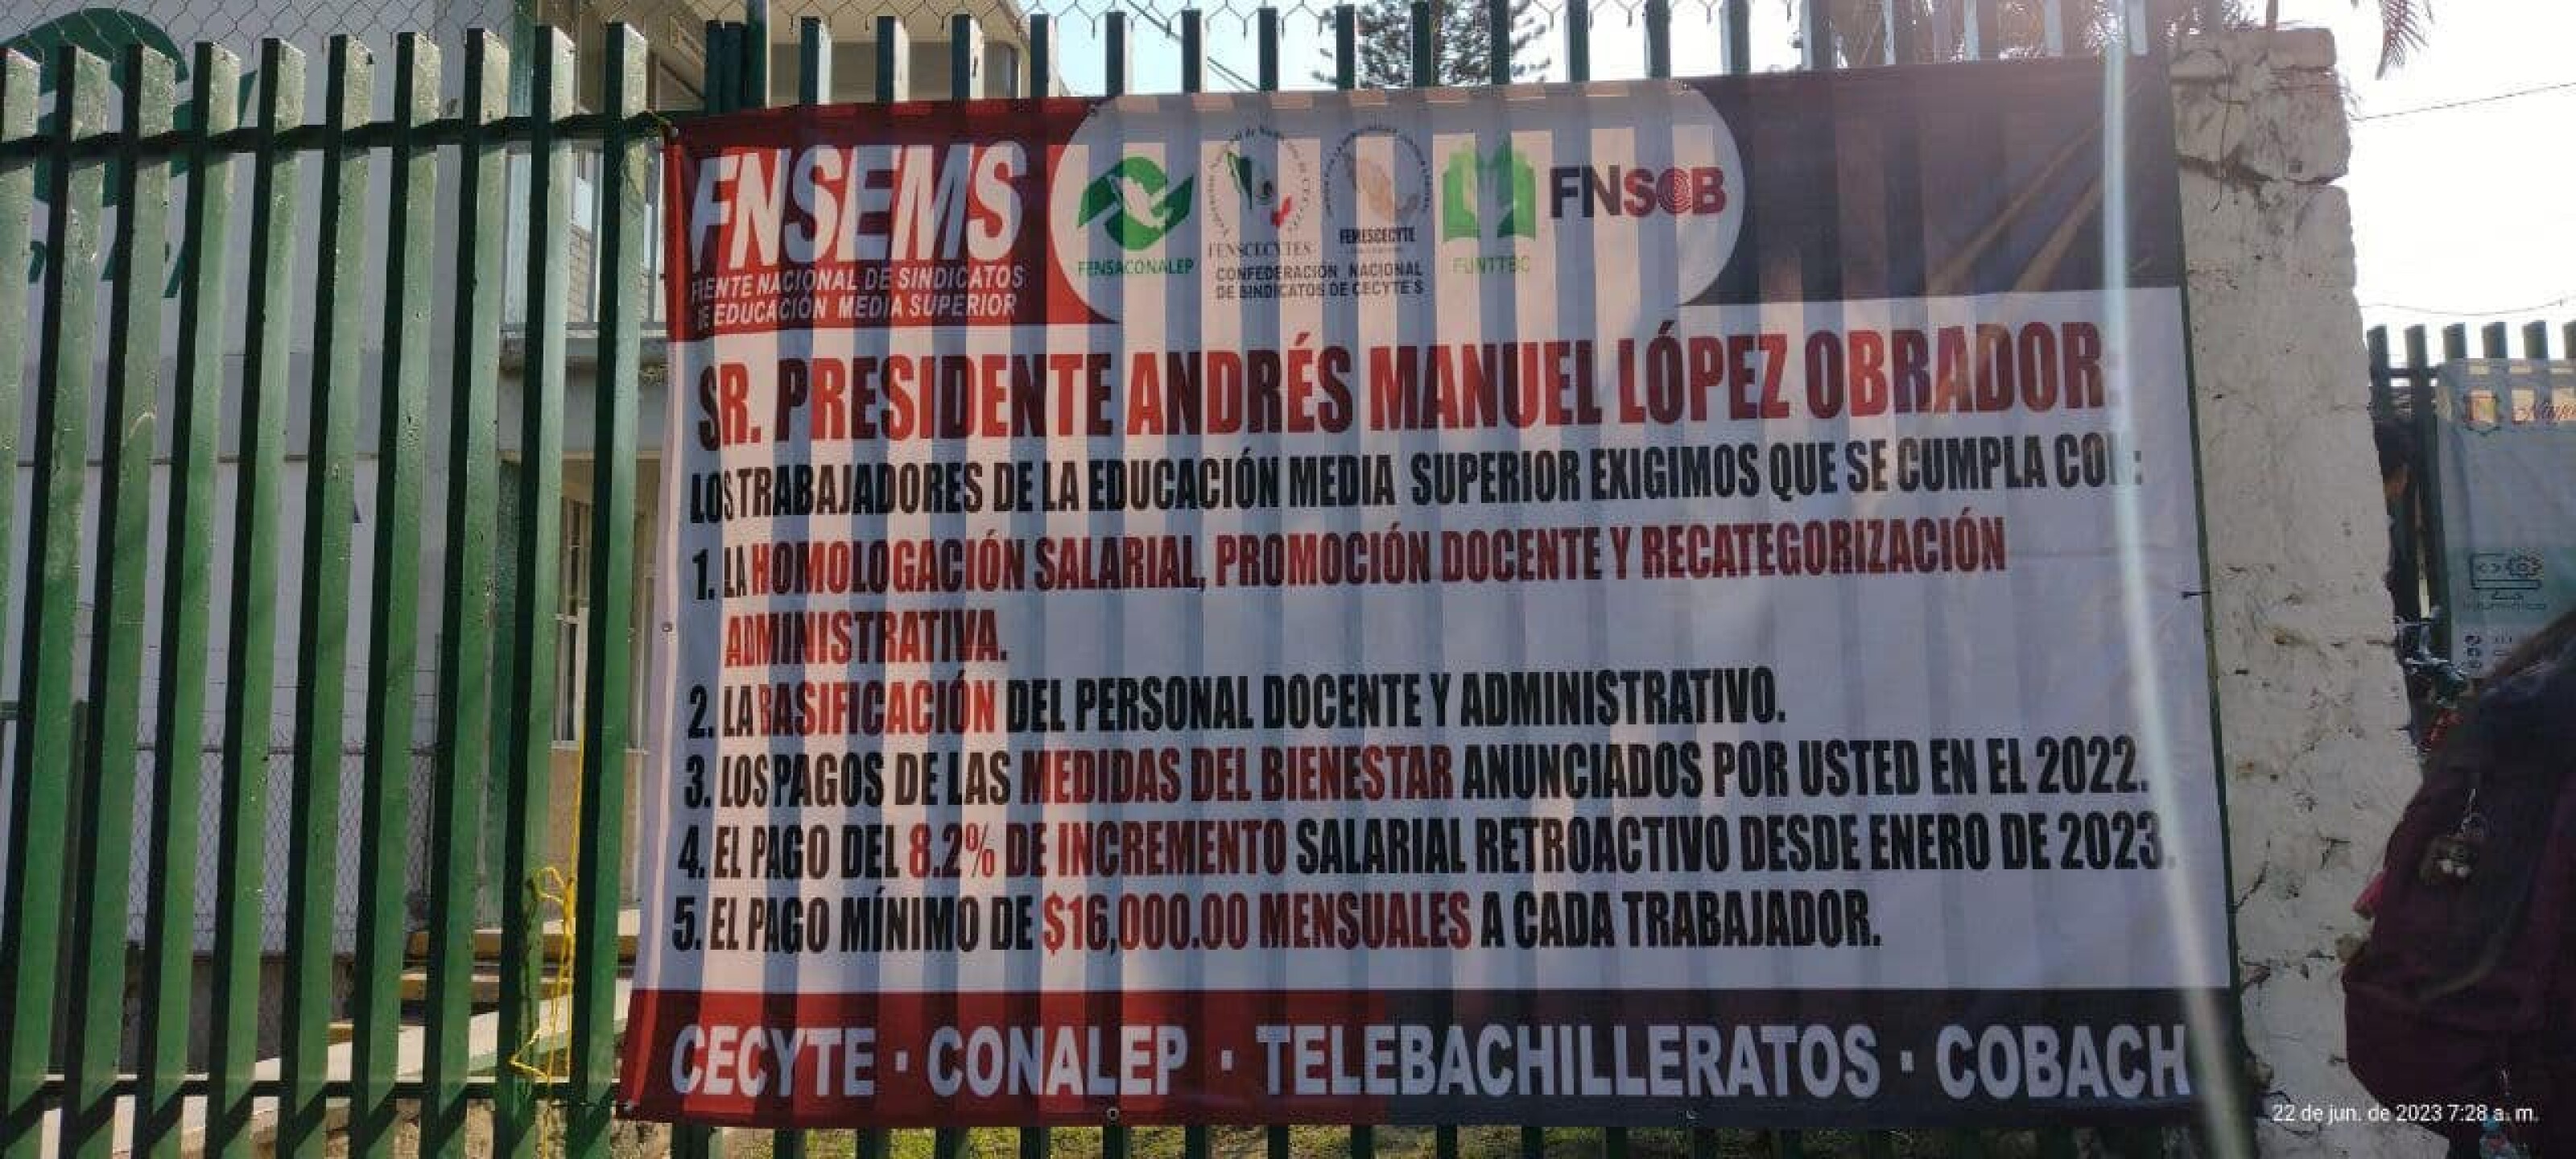 FNSEMS
FRENTE NACIONAL DE SINDICATOS
DE EDUCACIÓN MEDIA SUPERIOR
FENSACONALEP
FENSCECYTES
FENESCECYTE
CONFEDERACIÓN NACIONAL
DE SINDICATOS DE CECYTE'S
FUNTTBC
FNSCB
SR. PRESIDENTE ANDRÉS MANUEL LÓPEZ OBRADOR:
LOS TRABAJADORES DE LA EDUCACIÓN MEDIA SUPERIOR EXIGIMOS QUE SE CUMPLA CON:
1. LA HOMOLOGACIÓN SALARIAL, PROMOCIÓN DOCENTE Y RECATEGORIZACIÓN
ADMINISTRATIVA.
2. LA BASIFICACIÓN DEL PERSONAL DOCENTE Y ADMINISTRATIVO.
3. LOS PAGOS DE LAS MEDIDAS DEL BIENESTAR ANUNCIADOS POR USTED EN EL 2022.
4. EL PAGO DEL 8.2% DE INCREMENTO SALARIAL RETROACTIVO DESDE ENERO DE 2023.
5. EL PAGO MÍNIMO DE $16,000.00 MENSUALES A CADA TRABAJADOR.
CECYTE · CONALEP · TELEBACHILLERATOS · COBACH
22 de jun. de 2023 7:28 a. m.